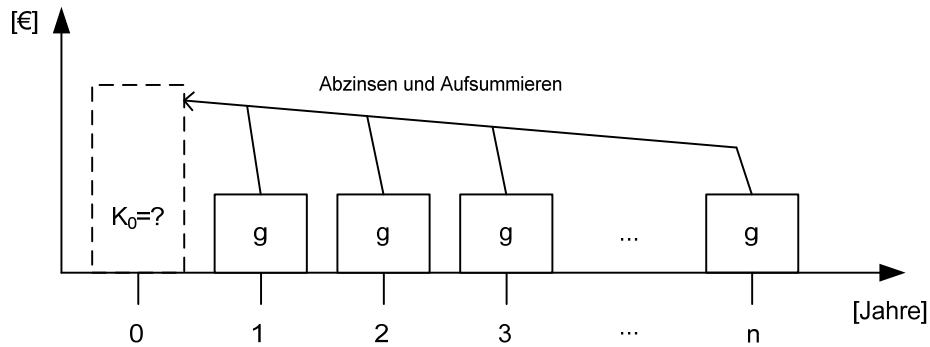 [€]
Abzinsen und Aufsummieren
K₀=?
g g g ... g
[Jahre]
0 1 2 3 ... n